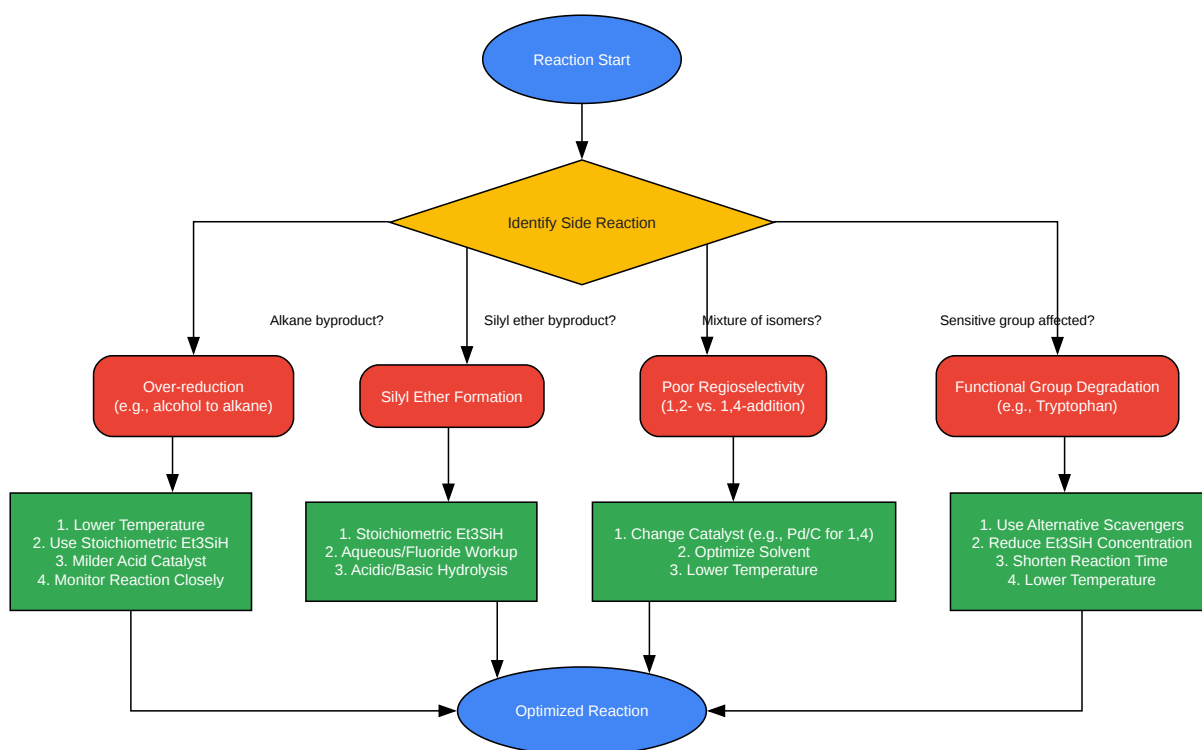 Reaction Start
Identify Side Reaction
Alkane byproduct?
Silyl ether byproduct?
Mixture of isomers?
Sensitive group affected?
Over-reduction
(e.g., alcohol to alkane)
Silyl Ether Formation
Poor Regioselectivity
(1,2- vs. 1,4-addition)
Functional Group Degradation
(e.g., Tryptophan)
1. Lower Temperature
2. Use Stoichiometric Et3SiH
3. Milder Acid Catalyst
4. Monitor Reaction Closely
1. Stoichiometric Et3SiH
2. Aqueous/Fluoride Workup
3. Acidic/Basic Hydrolysis
1. Change Catalyst (e.g., Pd/C for 1,4)
2. Optimize Solvent
3. Lower Temperature
1. Use Alternative Scavengers
2. Reduce Et3SiH Concentration
3. Shorten Reaction Time
4. Lower Temperature
Optimized Reaction